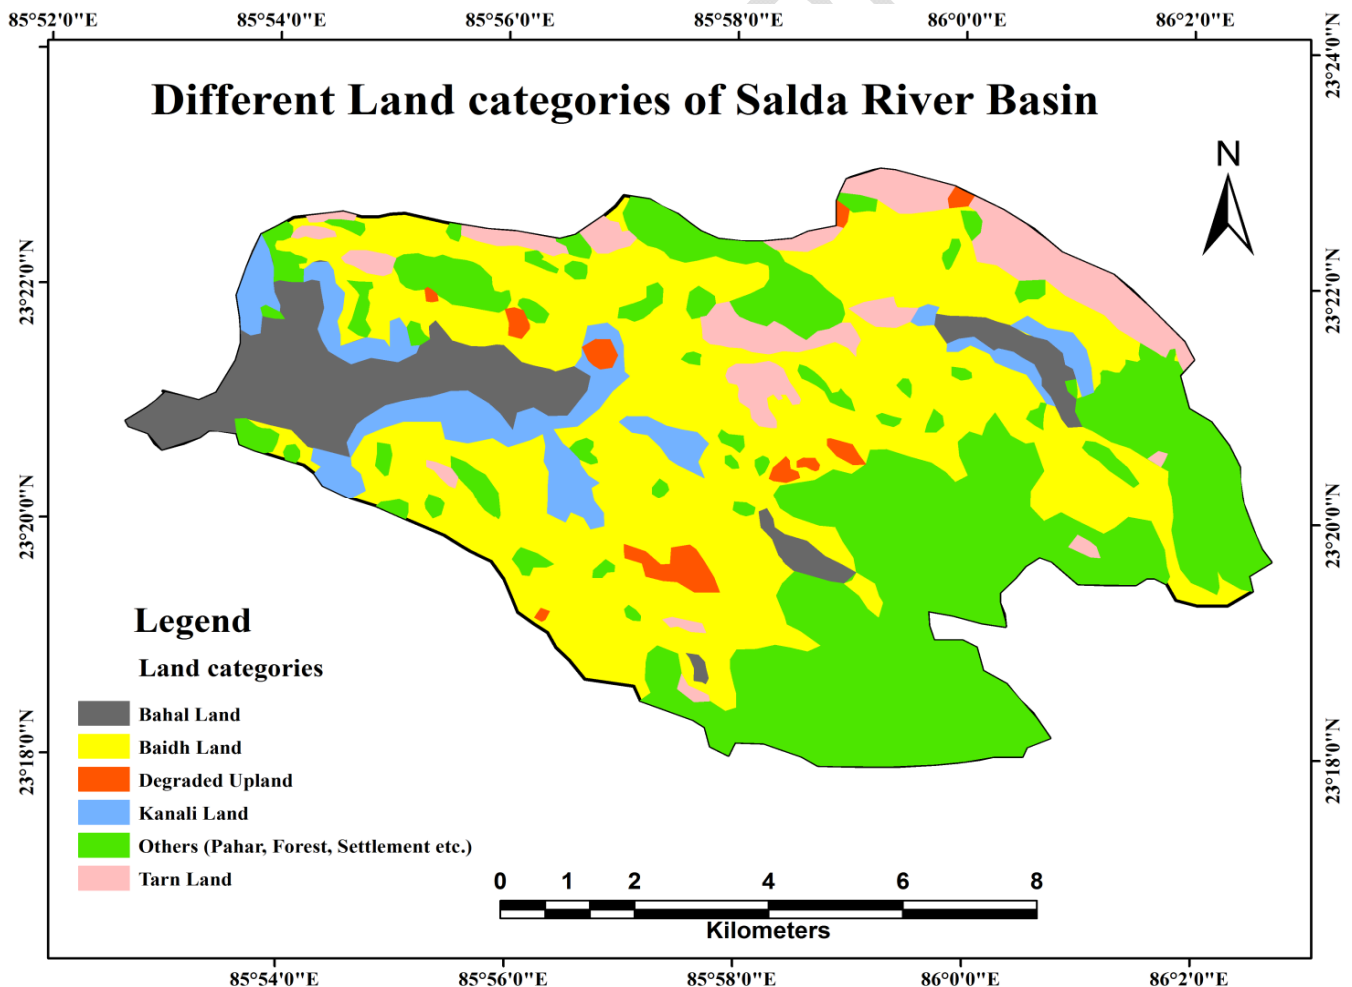 85°52'0"E 85°54'0"E 85°56'0"E 85°58'0"E 86°0'0"E 86°2'0"E
23°24'0"N
Different Land categories of Salda River Basin
N
23°22'0"N 23°22'0"N
23°20'0"N 23°20'0"N
Legend
Land categories
Bahal Land
23°18'0"N 23°18'0"N
Baidh Land
Degraded Upland
Kanali Land
Others (Pahar, Forest, Settlement etc.)
Tarn Land
0 1 2 4 6 8
Kilometers
85°54'0"E 85°56'0"E 85°58'0"E 86°0'0"E 86°2'0"E